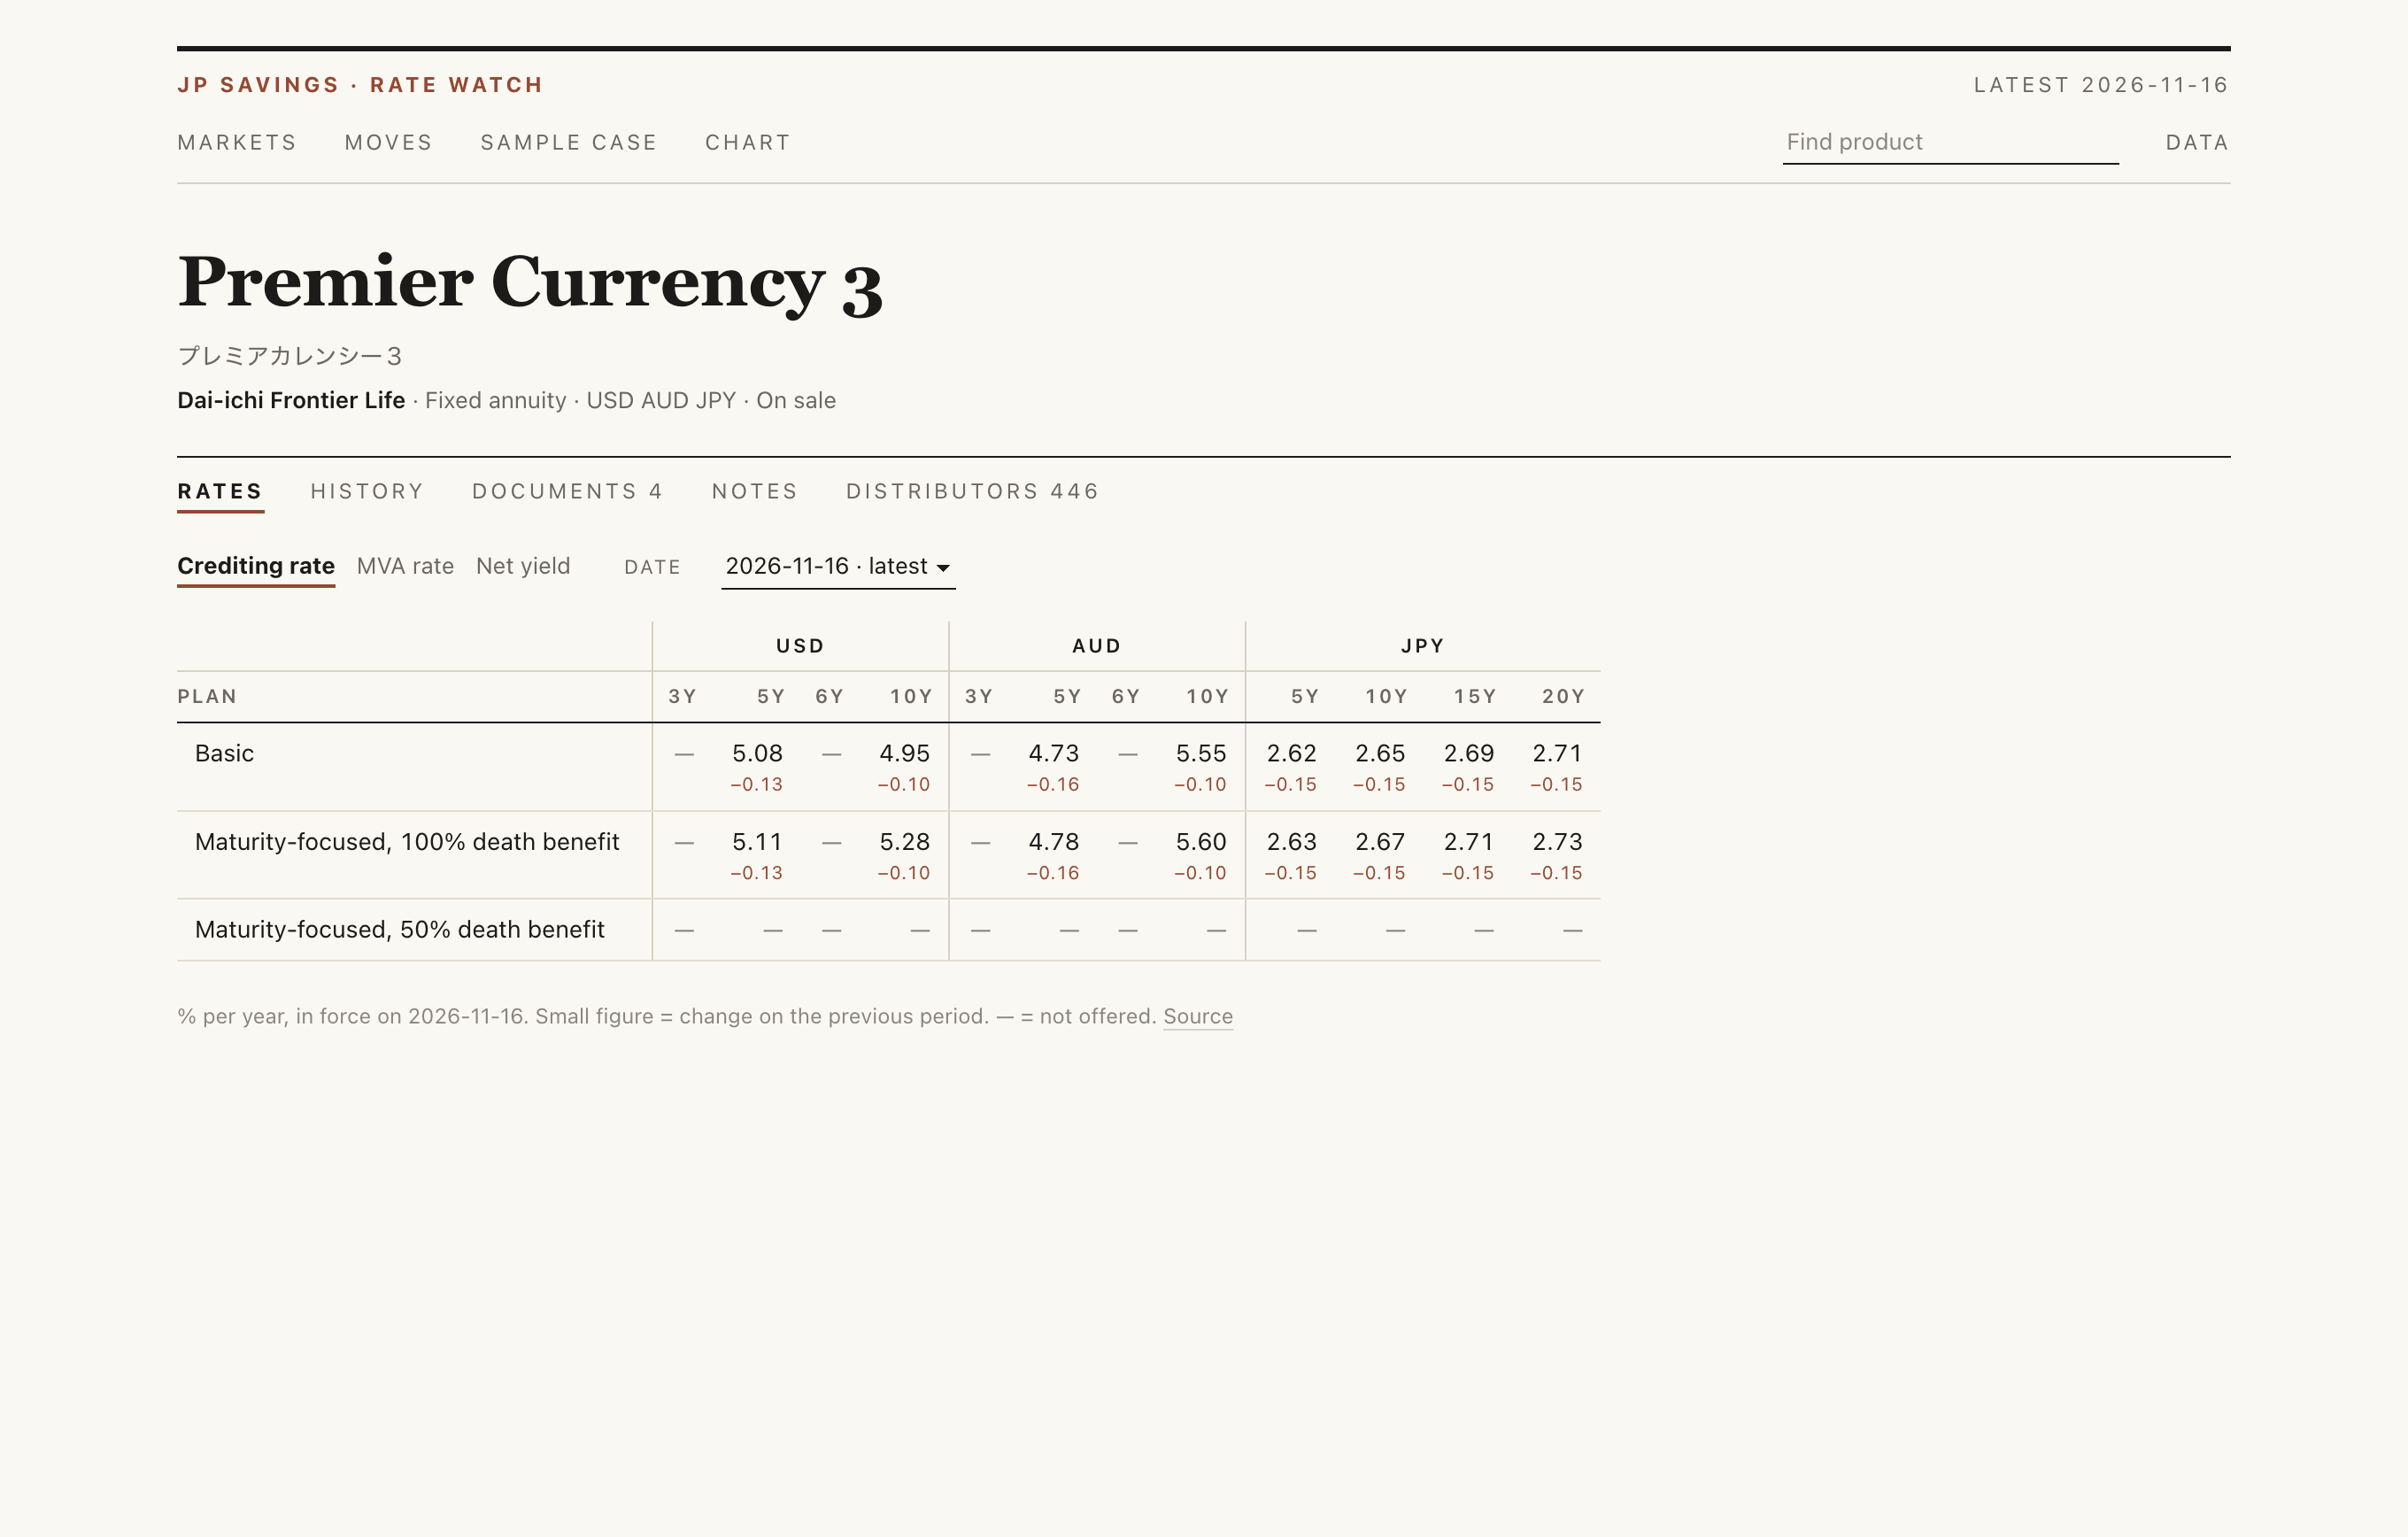 JP SAVINGS · RATE WATCH LATEST 2026-11-16
MARKETS MOVES SAMPLE CASE CHART Find product DATA
Premier Currency 3
プレミアカレンシー３
Dai-ichi Frontier Life · Fixed annuity · USD AUD JPY · On sale
RATES HISTORY DOCUMENTS 4 NOTES DISTRIBUTORS 446
Crediting rate MVA rate Net yield DATE 2026-11-16 · latest
USD AUD JPY
PLAN 3Y 5Y 6Y 10Y 3Y 5Y 6Y 10Y 5Y 10Y 15Y 20Y
Basic — 5.08 — 4.95 — 4.73 — 5.55 2.62 2.65 2.69 2.71
−0.13 −0.10 −0.16 −0.10 −0.15 −0.15 −0.15 −0.15
Maturity-focused, 100% death benefit — 5.11 — 5.28 — 4.78 — 5.60 2.63 2.67 2.71 2.73
−0.13 −0.10 −0.16 −0.10 −0.15 −0.15 −0.15 −0.15
Maturity-focused, 50% death benefit — — — — — — — — — — — —
% per year, in force on 2026-11-16. Small figure = change on the previous period. — = not offered. Source